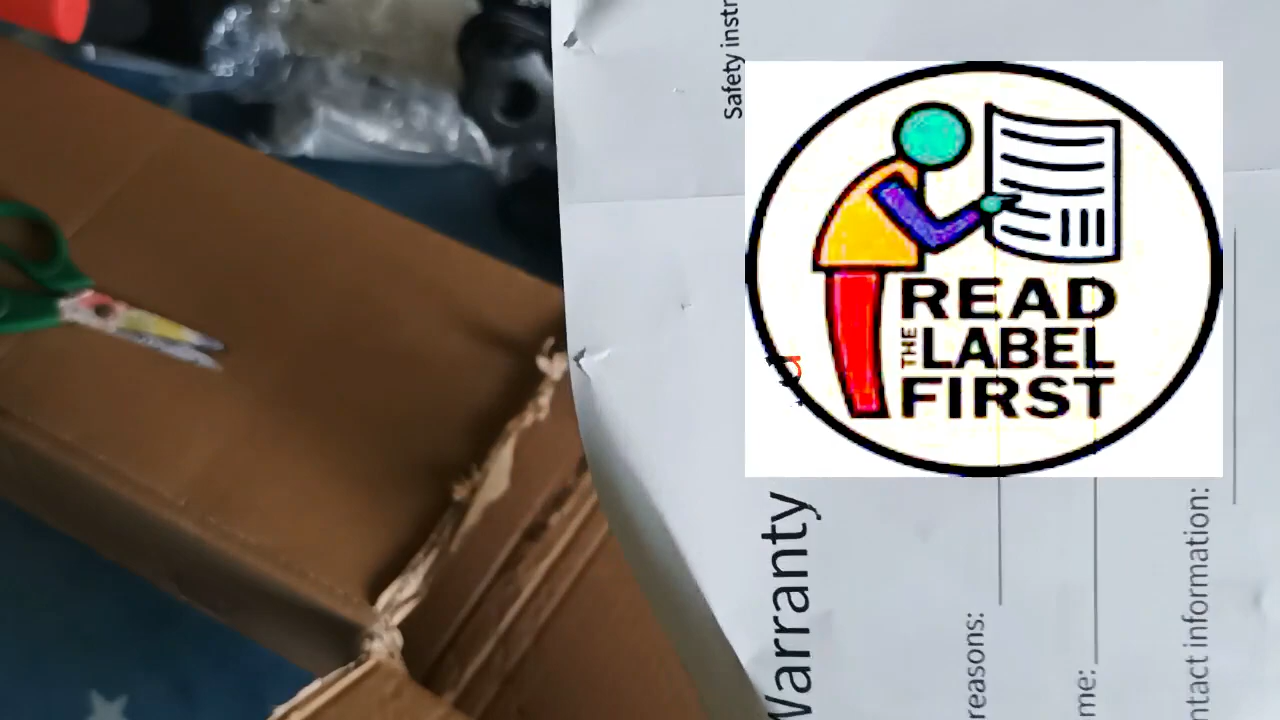 Safety instr
READ
THE LABEL
FIRST
Warranty
reasons:
me:
ntact information: